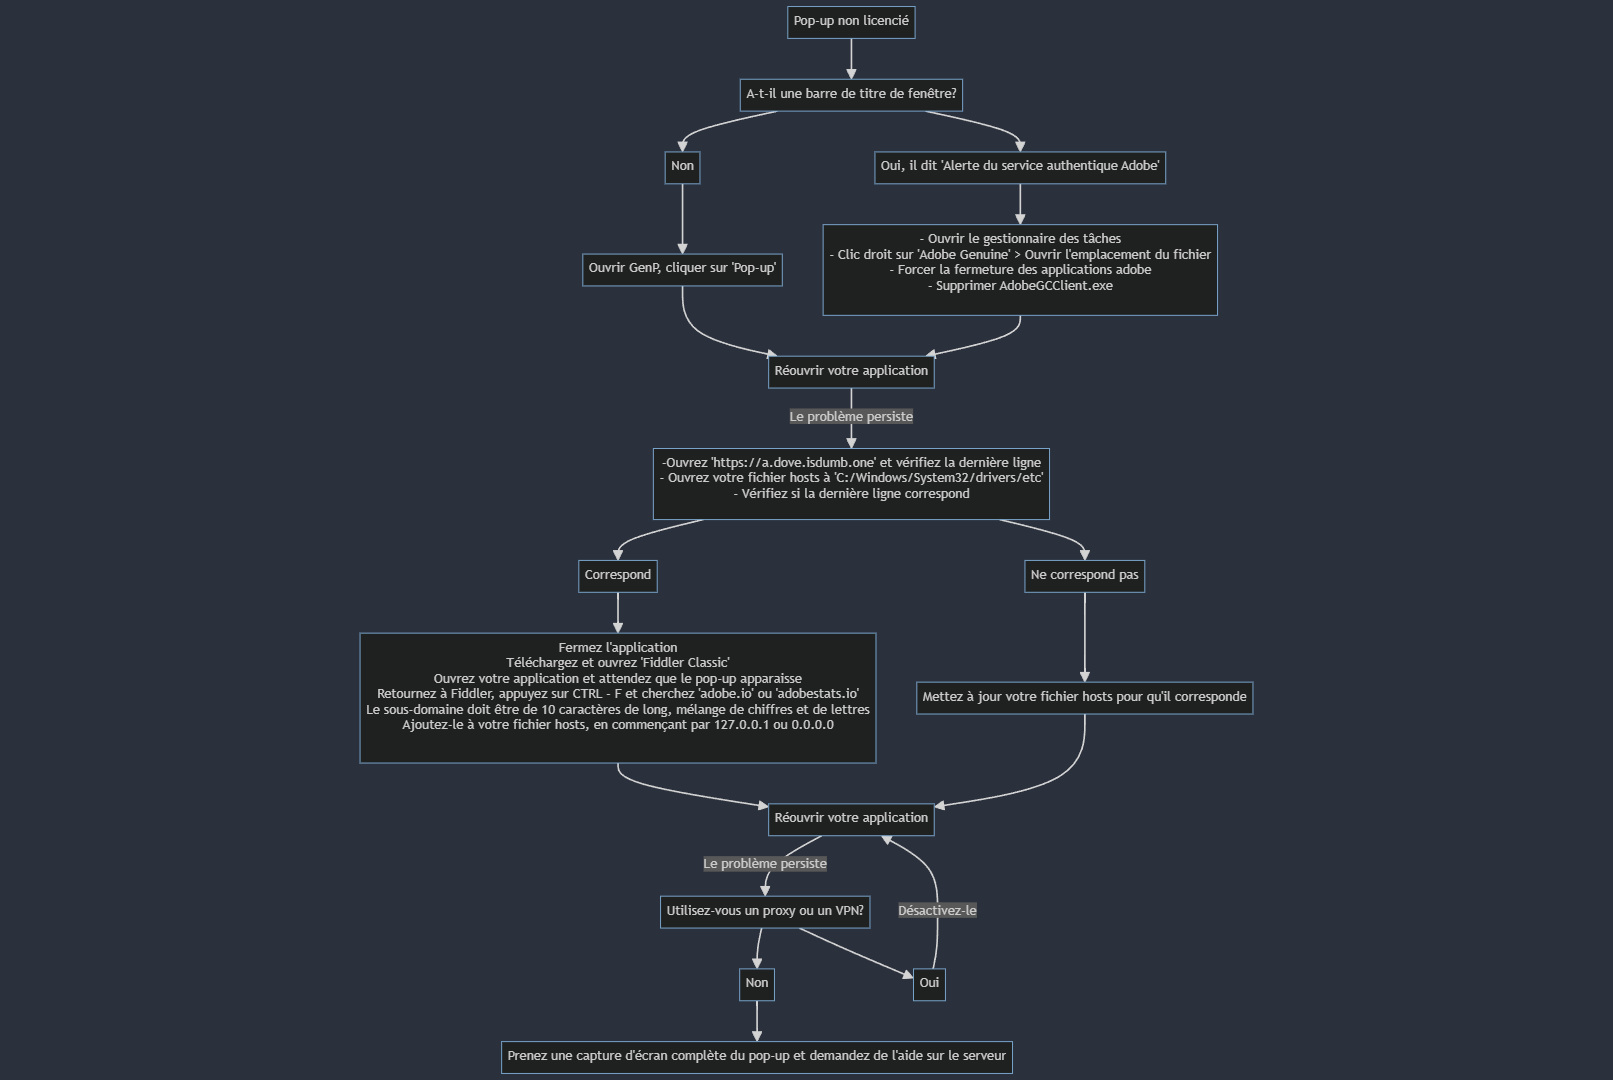 Pop-up non licencié
A-t-il une barre de titre de fenêtre?
Non
Oui, il dit 'Alerte du service authentique Adobe'
Ouvrir GenP, cliquer sur 'Pop-up'
- Ouvrir le gestionnaire des tâches
- Clic droit sur 'Adobe Genuine' > Ouvrir l'emplacement du fichier
- Forcer la fermeture des applications adobe
- Supprimer AdobeGCClient.exe
Réouvrir votre application
Le problème persiste
-Ouvrez 'https://a.dove.isdumb.one' et vérifiez la dernière ligne
- Ouvrez votre fichier hosts à 'C:/Windows/System32/drivers/etc'
- Vérifiez si la dernière ligne correspond
Correspond
Ne correspond pas
Fermez l'application
Téléchargez et ouvrez 'Fiddler Classic'
Ouvrez votre application et attendez que le pop-up apparaisse
Retournez à Fiddler, appuyez sur CTRL - F et cherchez 'adobe.io' ou 'adobestats.io'
Le sous-domaine doit être de 10 caractères de long, mélange de chiffres et de lettres
Ajoutez-le à votre fichier hosts, en commençant par 127.0.0.1 ou 0.0.0.0
Mettez à jour votre fichier hosts pour qu'il corresponde
Réouvrir votre application
Le problème persiste
Utilisez-vous un proxy ou un VPN?
Désactivez-le
Non
Oui
Prenez une capture d'écran complète du pop-up et demandez de l'aide sur le serveur